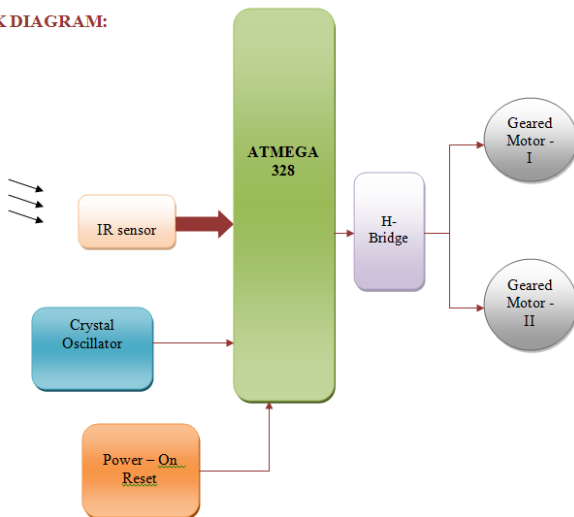 K DIAGRAM:
ATMEGA
328
IR sensor
H-
Bridge
Geared
Motor -
I
Geared
Motor -
II
Crystal
Oscillator
Power – On
Reset